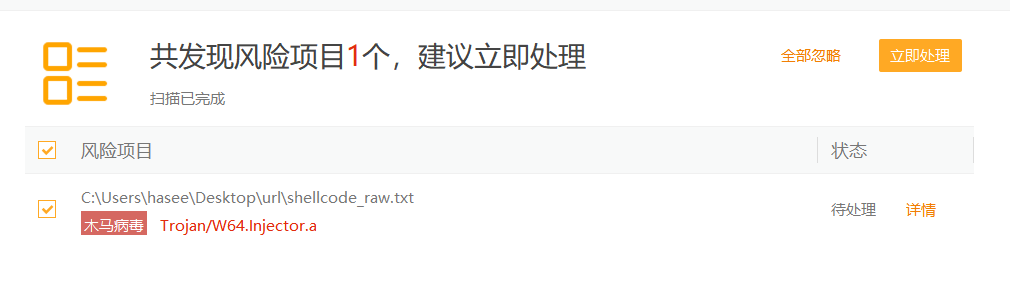 共发现风险项目1个，建议立即处理
全部忽略
立即处理
扫描已完成
风险项目
状态
C:\Users\hasee\Desktop\url\shellcode_raw.txt
木马病毒 Trojan/W64.Injector.a
待处理
详情